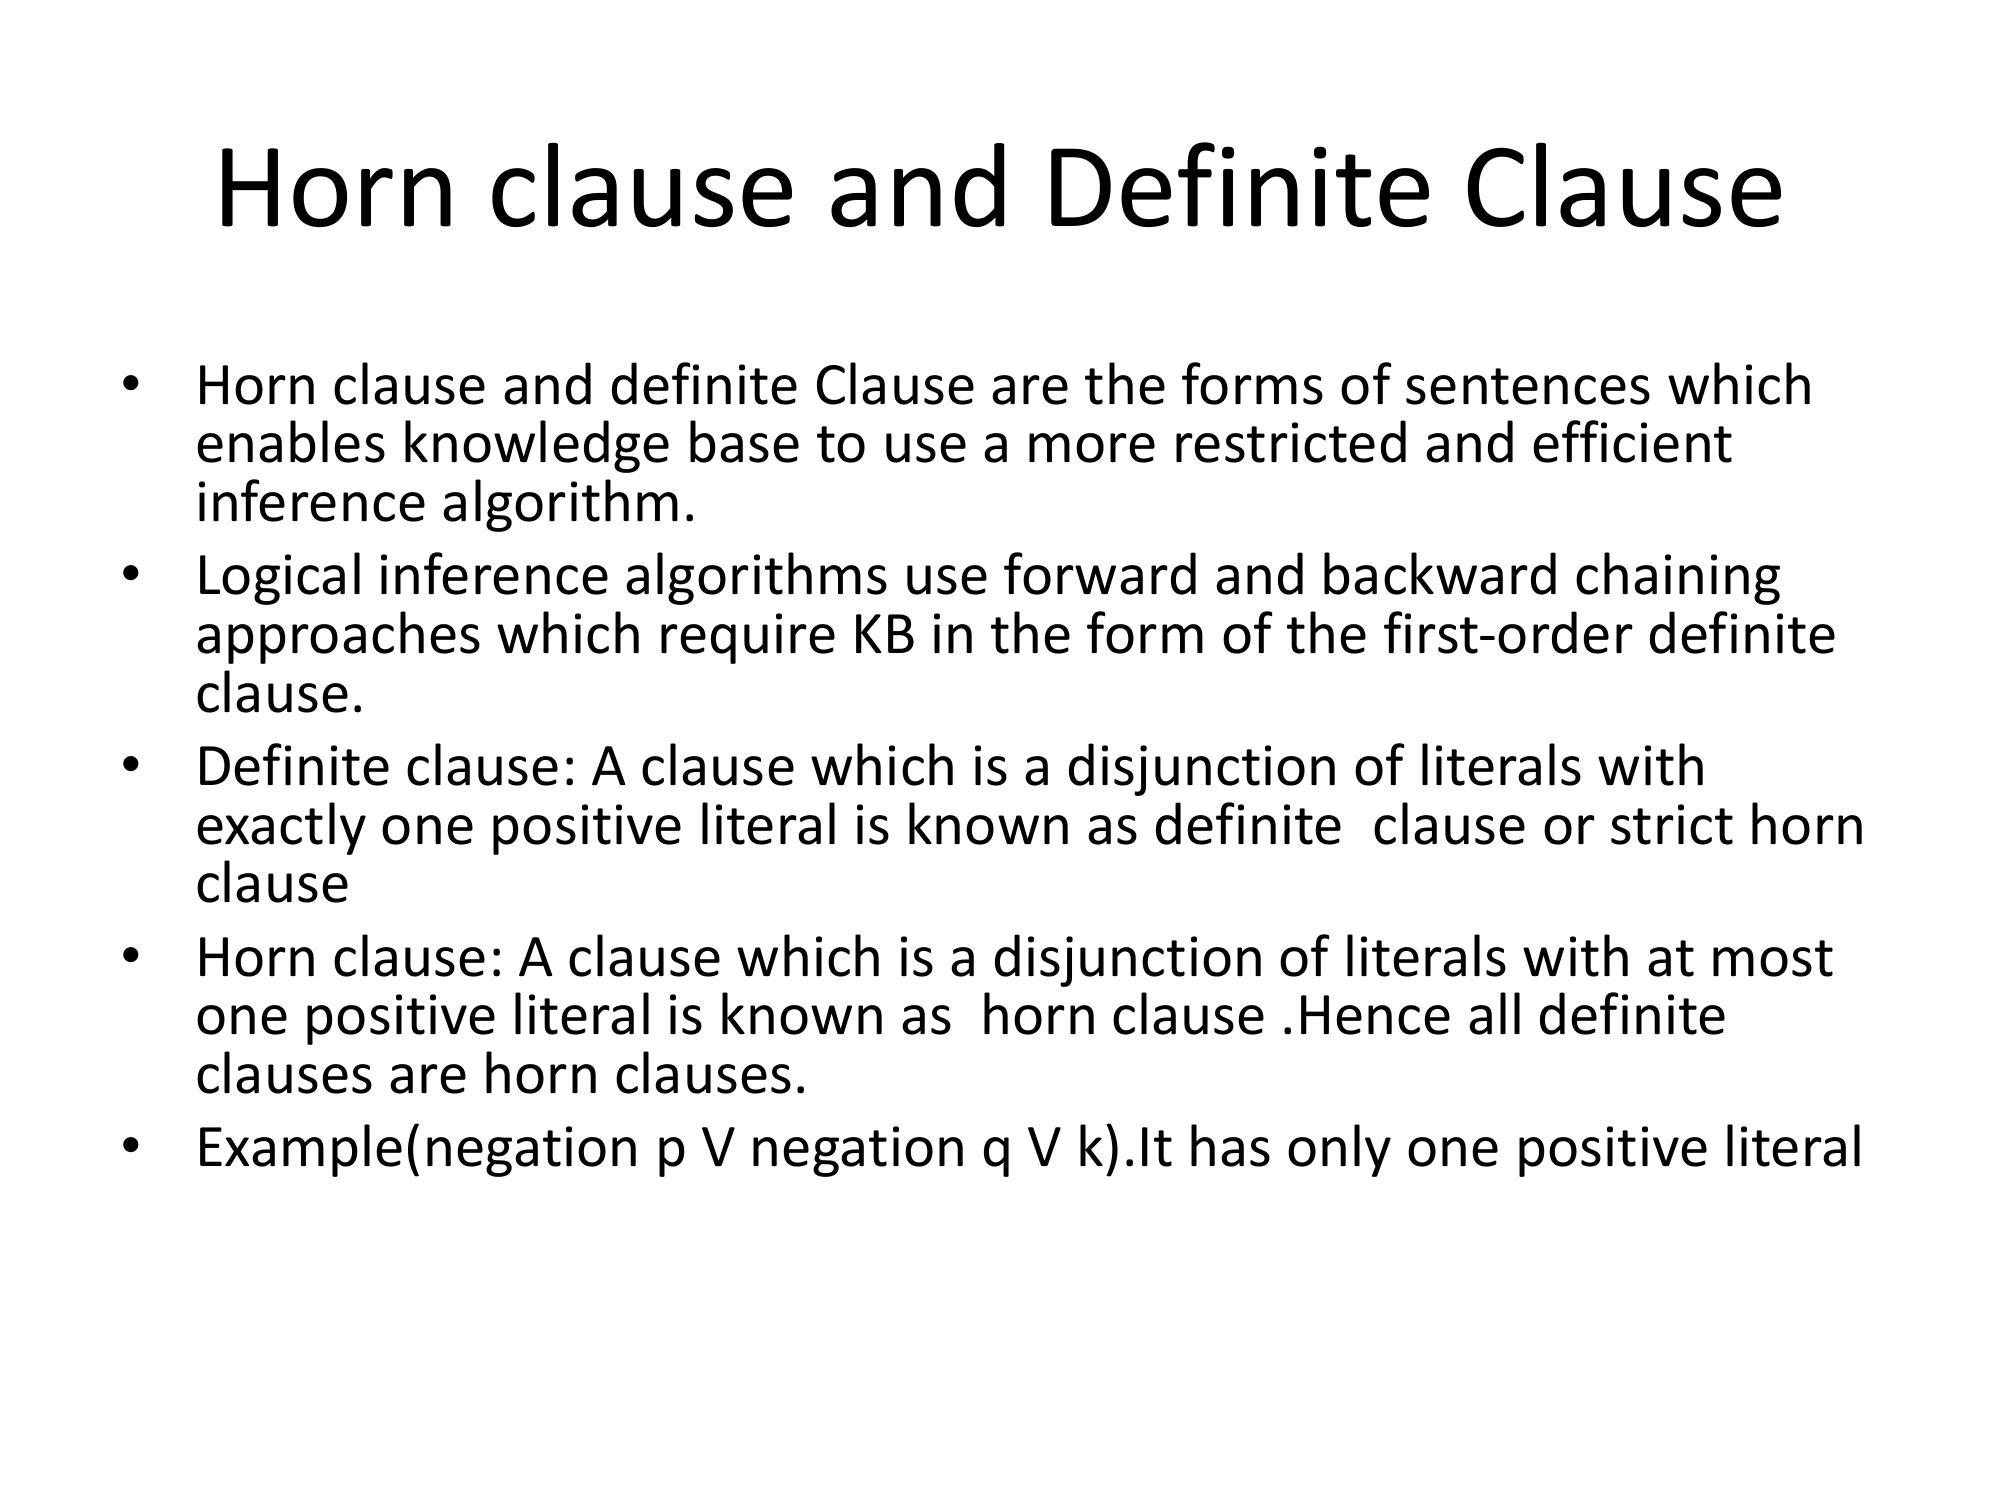 Horn clause and Definite Clause
• Horn clause and definite Clause are the forms of sentences which
enables knowledge base to use a more restricted and efficient
inference algorithm.
• Logical inference algorithms use forward and backward chaining
approaches which require KB in the form of the first-order definite
clause.
• Definite clause: A clause which is a disjunction of literals with
exactly one positive literal is known as definite  clause or strict horn
clause
• Horn clause: A clause which is a disjunction of literals with at most
one positive literal is known as  horn clause .Hence all definite
clauses are horn clauses.
• Example(negation p V negation q V k).It has only one positive literal